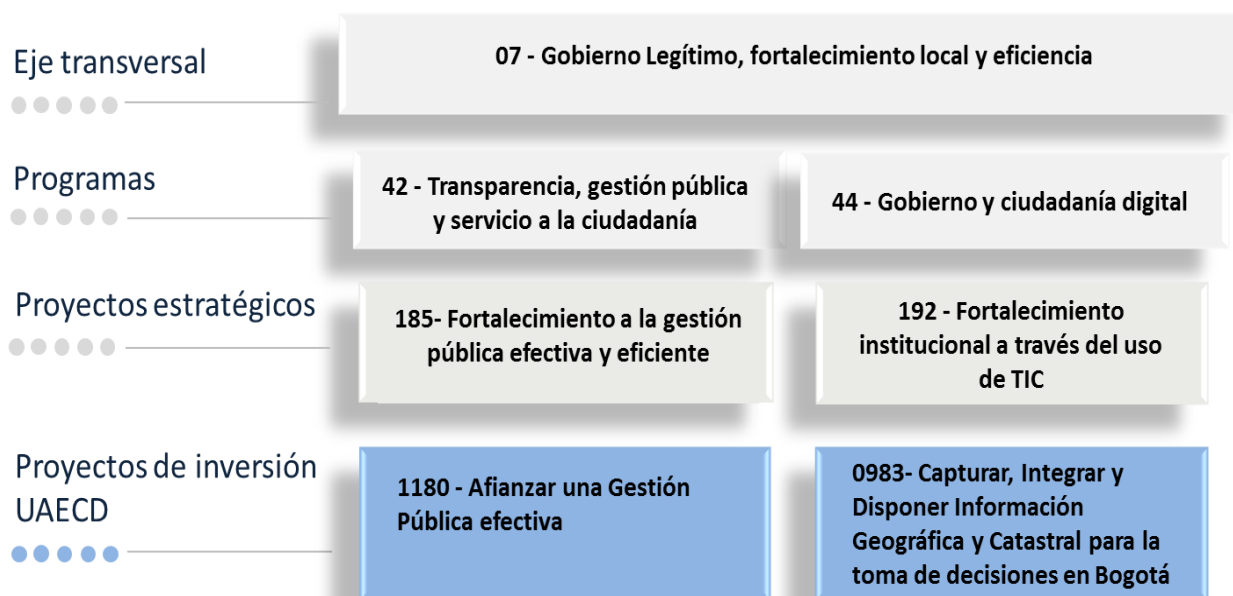 Eje transversal
07 - Gobierno Legítimo, fortalecimiento local y eficiencia
Programas
42 - Transparencia, gestión pública
y servicio a la ciudadanía
44 - Gobierno y ciudadanía digital
Proyectos estratégicos
185- Fortalecimiento a la gestión
pública efectiva y eficiente
192 - Fortalecimiento
institucional a través del uso
de TIC
Proyectos de inversión
UAECD
1180 - Afianzar una Gestión
Pública efectiva
0983- Capturar, Integrar y
Disponer Información
Geográfica y Catastral para la
toma de decisiones en Bogotá